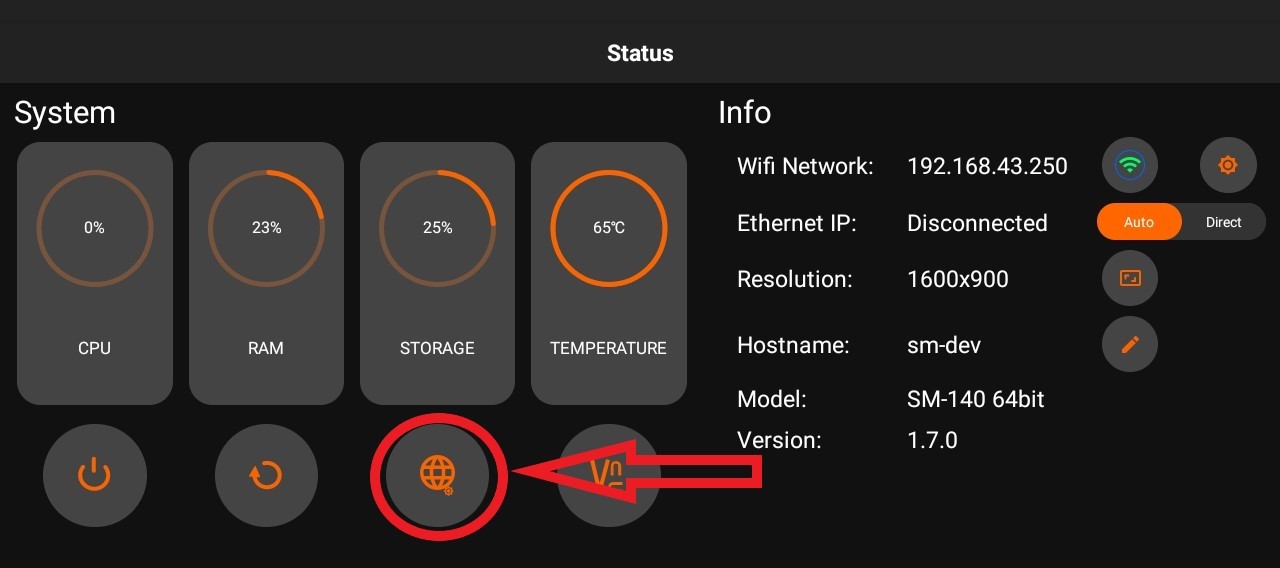 Status
System
Info
0%
CPU
23%
RAM
25%
STORAGE
65℃
TEMPERATURE
Wifi Network: 192.168.43.250
Ethernet IP: Disconnected Auto Direct
Resolution: 1600x900
Hostname: sm-dev
Model: SM-140 64bit
Version: 1.7.0